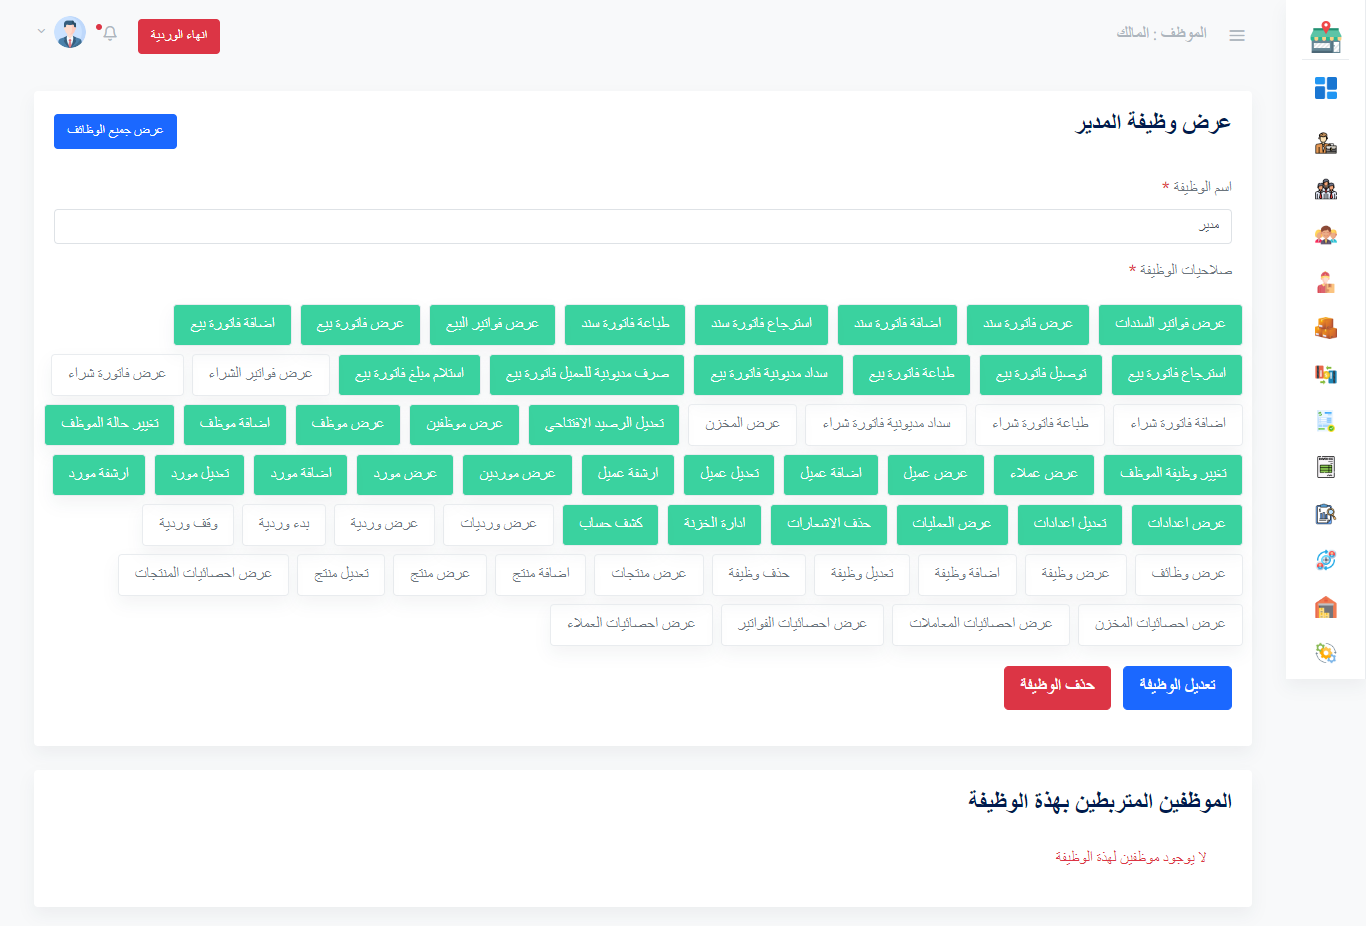 الموظف : المالك
انهاء الوردية
عرض وظيفة المدير
عرض جميع الوظائف
اسم الوظيفة *
مدير
صلاحيات الوظيفة *
عرض فواتير السندات عرض فاتورة سند اضافة فاتورة سند استرجاع فاتورة سند طباعة فاتورة سند عرض فواتير البيع عرض فاتورة بيع اضافة فاتورة بيع
استرجاع فاتورة بيع توصيل فاتورة بيع طباعة فاتورة بيع سداد مديونية فاتورة بيع صرف مديونية للعميل فاتورة بيع استلام مبلغ فاتورة بيع عرض فواتير الشراء عرض فاتورة شراء
اضافة فاتورة شراء طباعة فاتورة شراء سداد مديونية فاتورة شراء عرض المخزن تعديل الرصيد الافتتاحي عرض موظفين عرض موظف اضافة موظف تغيير حالة الموظف
تغيير وظيفة الموظف عرض عملاء عرض عميل اضافة عميل تعديل عميل ارشفة عميل عرض موردين عرض مورد اضافة مورد تعديل مورد ارشفة مورد
عرض اعدادات تعديل اعدادات عرض العمليات حذف الاشعارات ادارة الخزنة كشف حساب عرض ورديات عرض وردية بدء وردية وقف وردية
عرض وظائف عرض وظيفة اضافة وظيفة تعديل وظيفة حذف وظيفة عرض منتجات اضافة منتج عرض منتج تعديل منتج عرض احصائيات المنتجات
عرض احصائيات المخزن عرض احصائيات المعاملات عرض احصائيات الفواتير عرض احصائيات العملاء
تعديل الوظيفة حذف الوظيفة
الموظفين المتربطين بهذة الوظيفة
لا يوجود موظفين لهذة الوظيفة